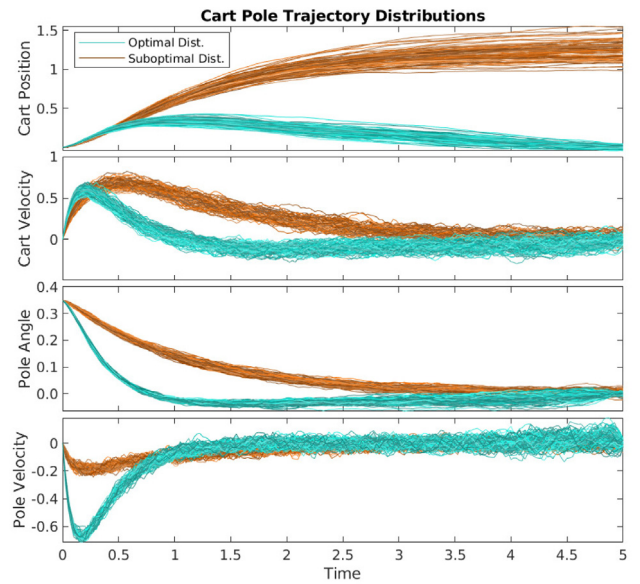 Cart Pole Trajectory Distributions
Optimal Dist.
Suboptimal Dist.
Cart Position
1.5
1
0.5
1
Cart Velocity
0.5
0
0.4
Pole Angle
0.3
0.2
0.1
0.0
Pole Velocity
0
-0.2
-0.4
-0.6
0 0.5 1 1.5 2 2.5 3 3.5 4 4.5 5
Time